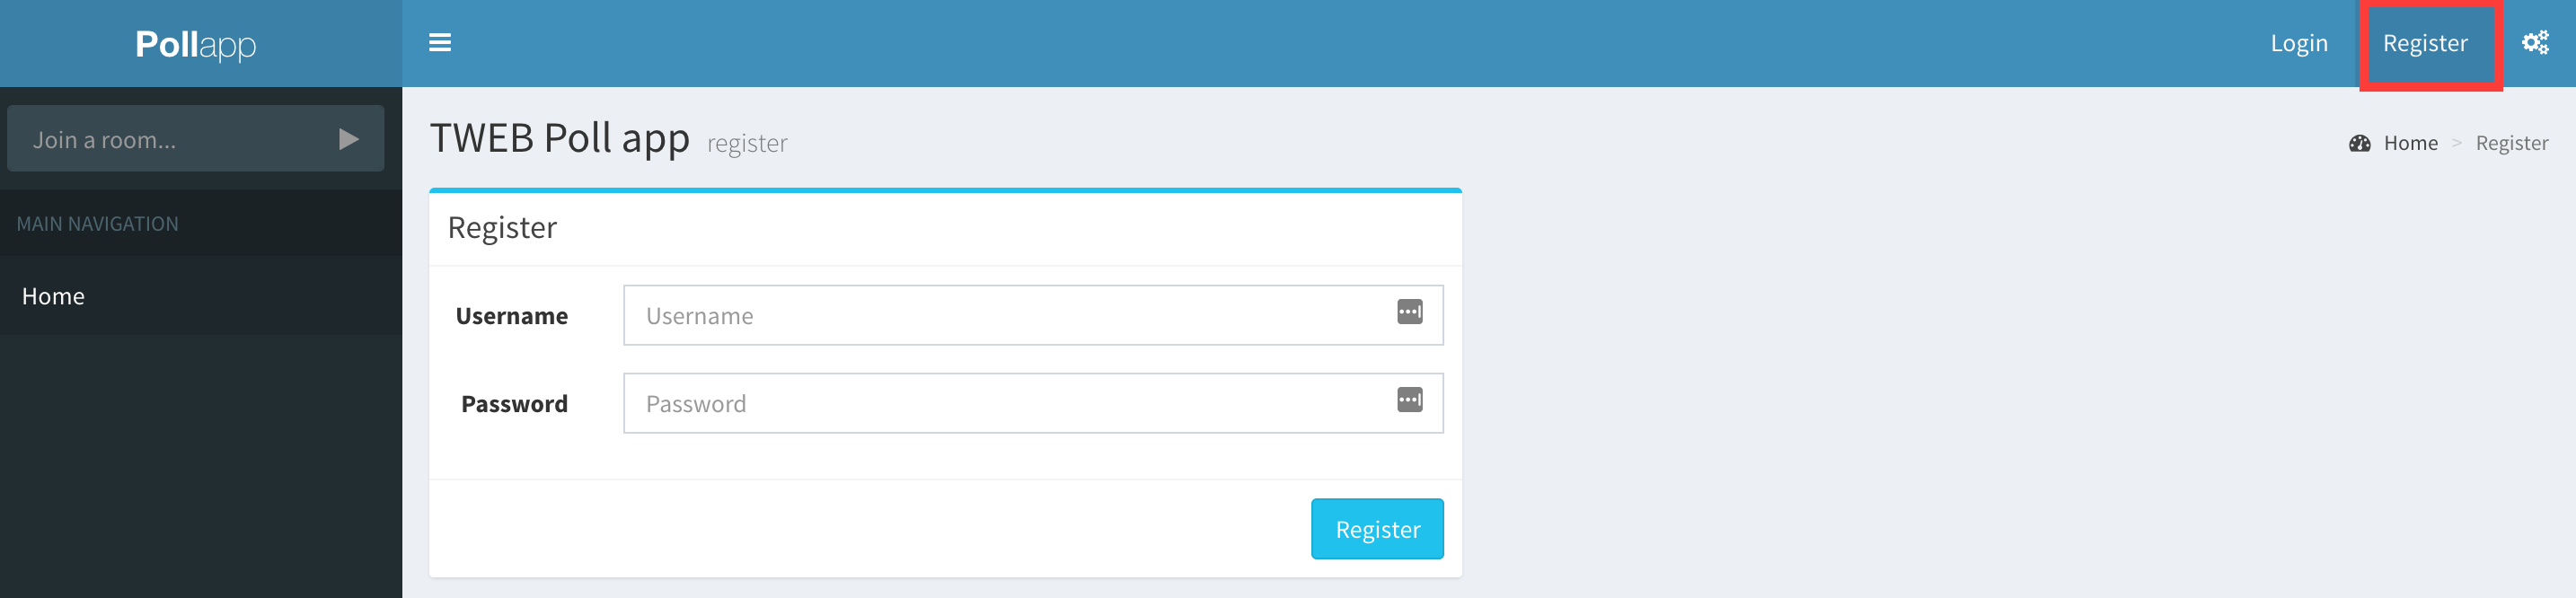 Pollapp
Login
Register
Join a room...
MAIN NAVIGATION
Home
TWEB Poll app register
Home > Register
Register
Username
Username
Password
Password
Register